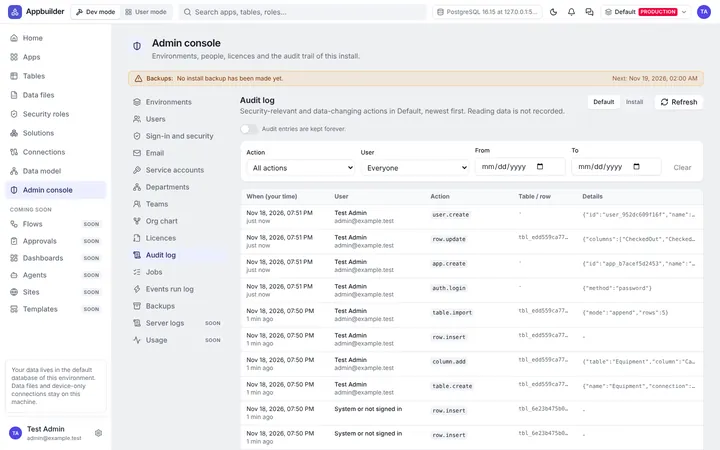 Appbuilder
Dev mode
User mode
Search apps, tables, roles...
PostgreSQL 16.15 at 127.0.0.1:5...
Default
PRODUCTION
TA
Home
Apps
Tables
Data files
Security roles
Solutions
Connections
Data model
Admin console
COMING SOON
Flows SOON
Approvals SOON
Dashboards SOON
Agents SOON
Sites SOON
Templates SOON
Your data lives in the default
database of this environment.
Data files and device-only
connections stay on this
machine.
TA
Test Admin
admin@example.test
Admin console
Environments, people, licences and the audit trail of this install.
Backups: No install backup has been made yet.
Next: Nov 19, 2026, 02:00 AM
Environments
Users
Sign-in and security
Email
Service accounts
Departments
Teams
Org chart
Licences
Audit log
Jobs
Events run log
Backups
Server logs SOON
Usage SOON
Audit log
Security-relevant and data-changing actions in Default, newest first. Reading data is not recorded.
Default
Install
Refresh
Audit entries are kept forever
Action
All actions
User
Everyone
From
mm/dd/yyyy
To
mm/dd/yyyy
Clear
When (your time) User Action Table / row Details
Nov 18, 2026, 07:51 PM Test Admin user.create - {"id":"user_952dc609f16f","name":...
just now admin@example.test
Nov 18, 2026, 07:51 PM Test Admin row.update tbl_edd559ca77... {"columns":["CheckedOut","Checked...
just now admin@example.test
Nov 18, 2026, 07:51 PM Test Admin app.create - {"id":"app_b7acef5d2453","name":"...
just now admin@example.test
Nov 18, 2026, 07:51 PM Test Admin auth.login - {"method":"password"}
just now admin@example.test
Nov 18, 2026, 07:50 PM Test Admin table.import tbl_edd559ca77... {"mode":"append","rows":5}
1 min ago admin@example.test
Nov 18, 2026, 07:50 PM Test Admin row.insert tbl_edd559ca77... -
1 min ago admin@example.test
Nov 18, 2026, 07:50 PM Test Admin column.add tbl_edd559ca77... {"table":"Equipment","column":"Ca...
1 min ago admin@example.test
Nov 18, 2026, 07:50 PM Test Admin table.create tbl_edd559ca77... {"name":"Equipment","connection":...
1 min ago admin@example.test
Nov 18, 2026, 07:50 PM System or not signed in row.insert tbl_6e23b475b0... -
1 min ago
Nov 18, 2026, 07:50 PM System or not signed in row.insert tbl_6e23b475b0... -
1 min ago